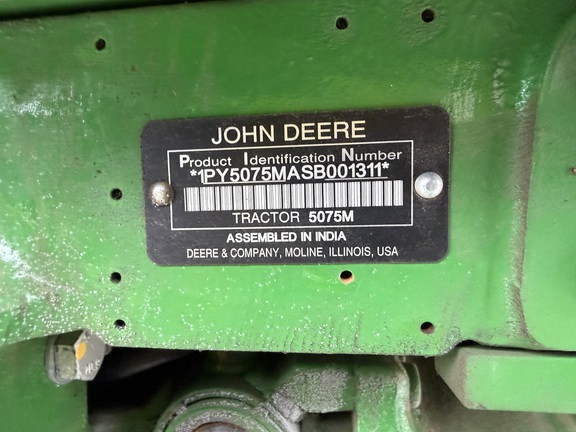 JOHN DEERE
Product Identification Number
*1PY5075MASB001311*
TRACTOR 5075M
ASSEMBLED IN INDIA
DEERE & COMPANY, MOLINE, ILLINOIS, USA